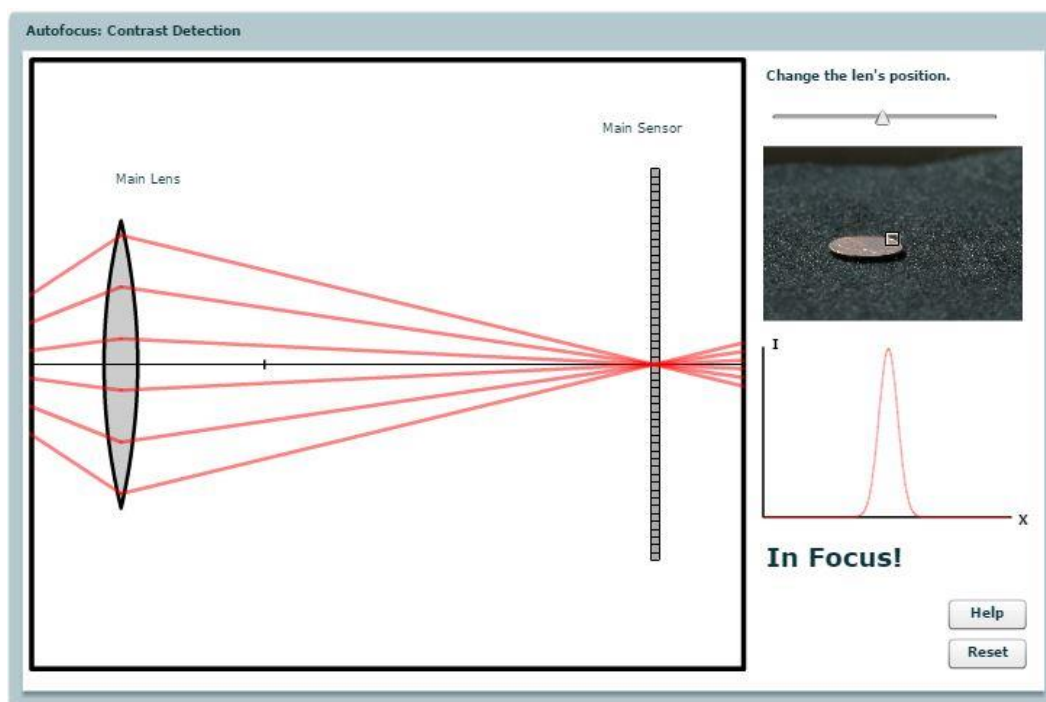 Autofocus: Contrast Detection
Change the len's position.
Main Sensor
Main Lens
I
X
In Focus!
Help
Reset